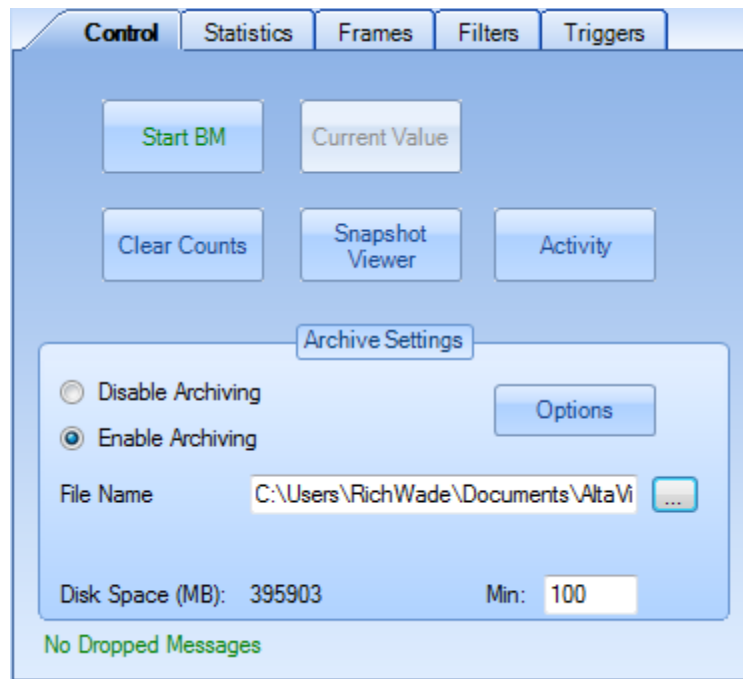 Control Statistics Frames Filters Triggers
Start BM Current Value
Clear Counts Snapshot Viewer Activity
Archive Settings
Disable Archiving
Options
Enable Archiving
File Name C:\Users\RichWade\Documents\AltaVi ...
Disk Space (MB): 395903 Min: 100
No Dropped Messages